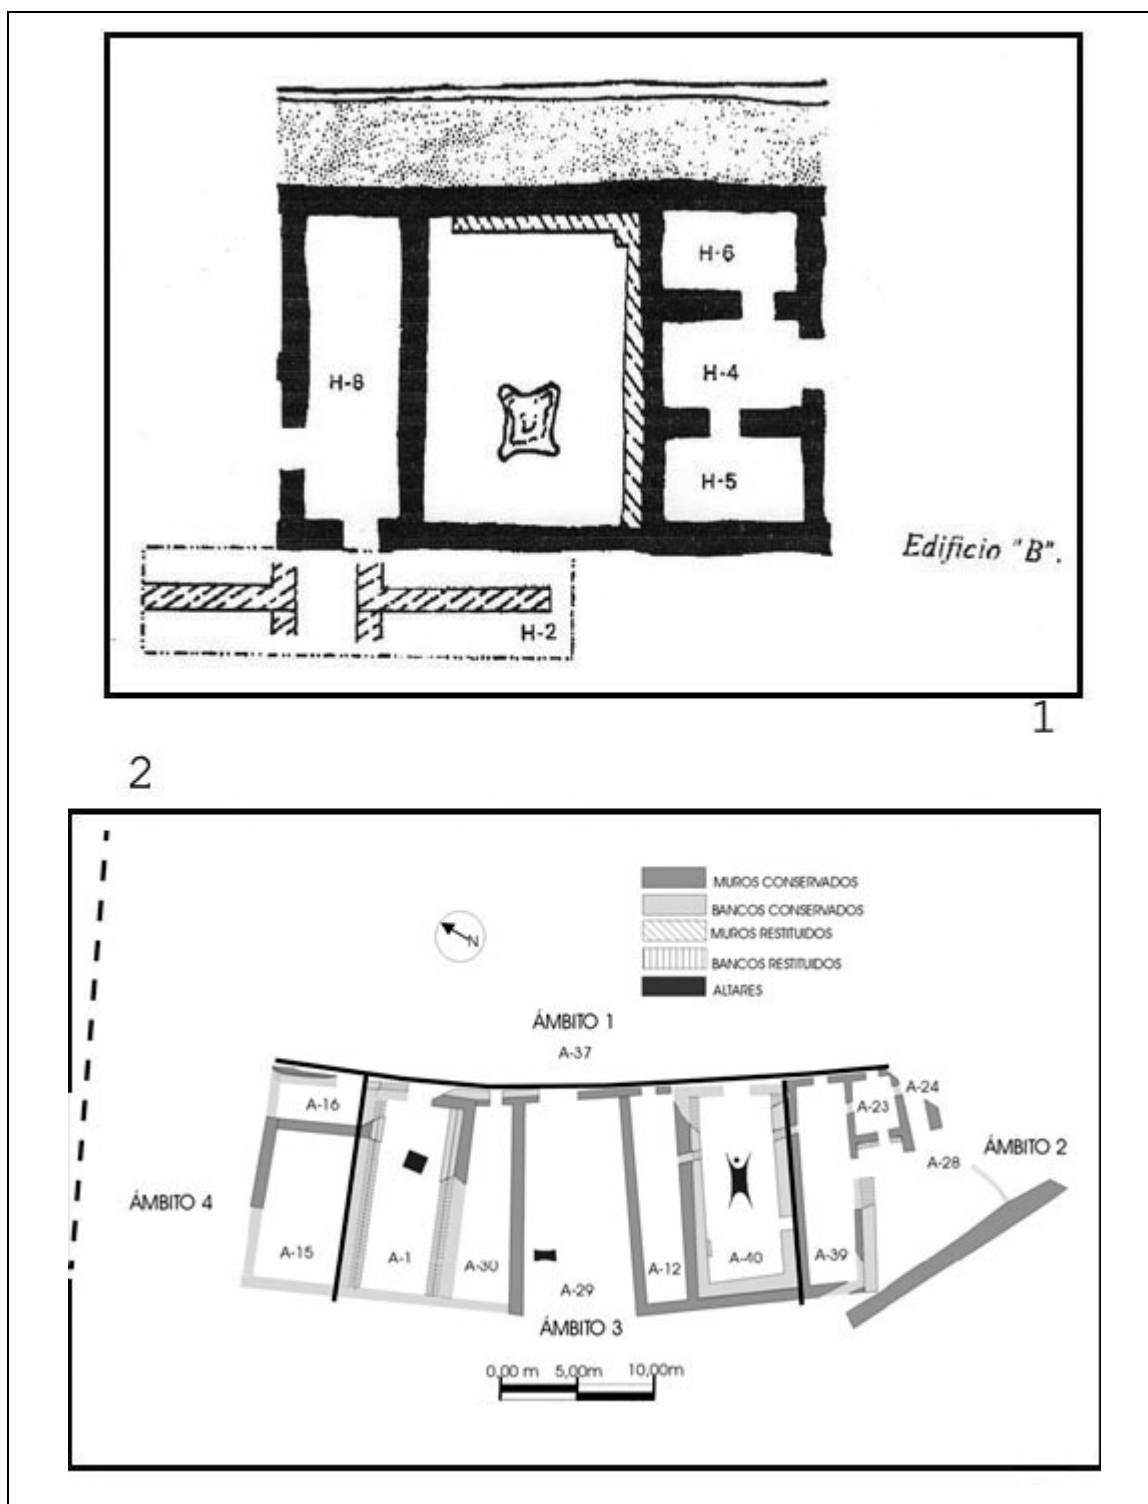 H-6
H-8
H-4
H-5
Edificio "B".
H-2
1
2
MUROS CONSERVADOS
BANCOS CONSERVADOS
N
MUROS RESTITUIDOS
BANCOS RESTITUIDOS
ALTARES
ÁMBITO 1
A-37
A-16
A-24
A-23
ÁMBITO 2
A-28
ÁMBITO 4
A-15
A-1
A-30
A-29
A-12
A-40
A-39
ÁMBITO 3
0,00 m 5,00m 10,00m